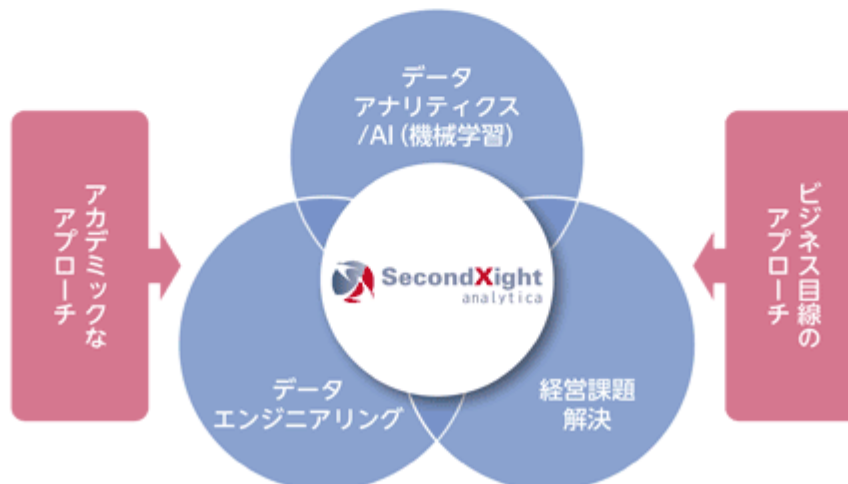 データ
アナリティクス
/AI(機械学習)
アカデミックな
アプローチ
SecondXight
analytica
ビジネス目線の
アプローチ
データ
エンジニアリング
経営課題
解決